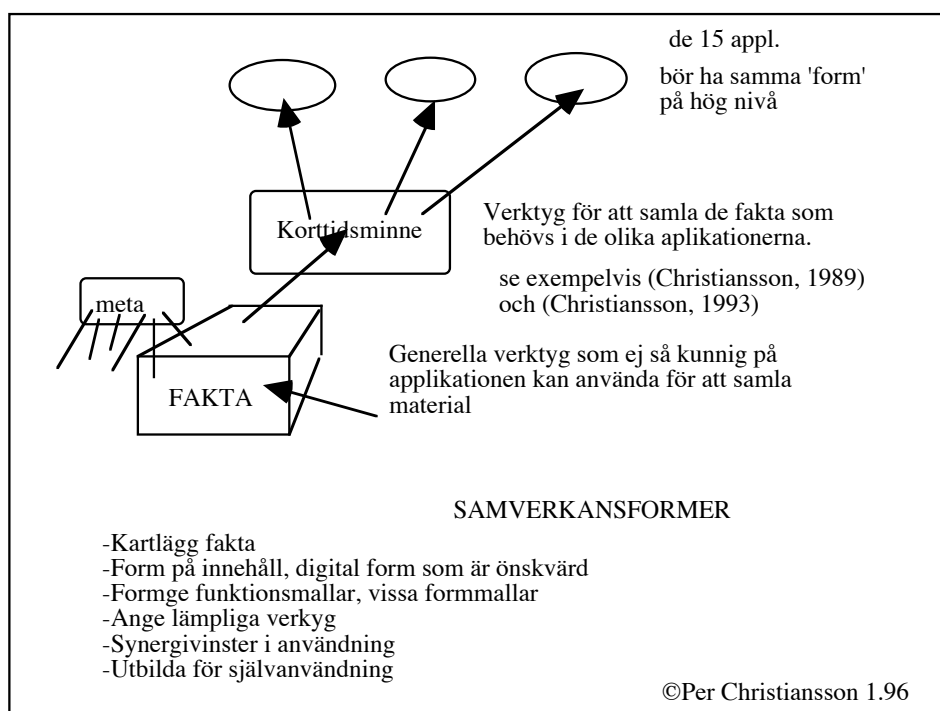 de 15 appl.
bör ha samma 'form'
på hög nivå
Korttidsminne
Verktyg för att samla de fakta som
behövs i de olika aplikationerna.
se exempelvis (Christiansson, 1989)
och (Christiansson, 1993)
meta
FAKTA
Generella verktyg som ej så kunnig på
applikationen kan använda för att samla
material
SAMVERKANSFORMER
-Kartlägg fakta
-Form på innehåll, digital form som är önskvärd
-Formge funktionsmallar, vissa formmallar
-Ange lämpliga verkyg
-Synergivinster i användning
-Utbilda för självanvändning
©Per Christiansson 1.96